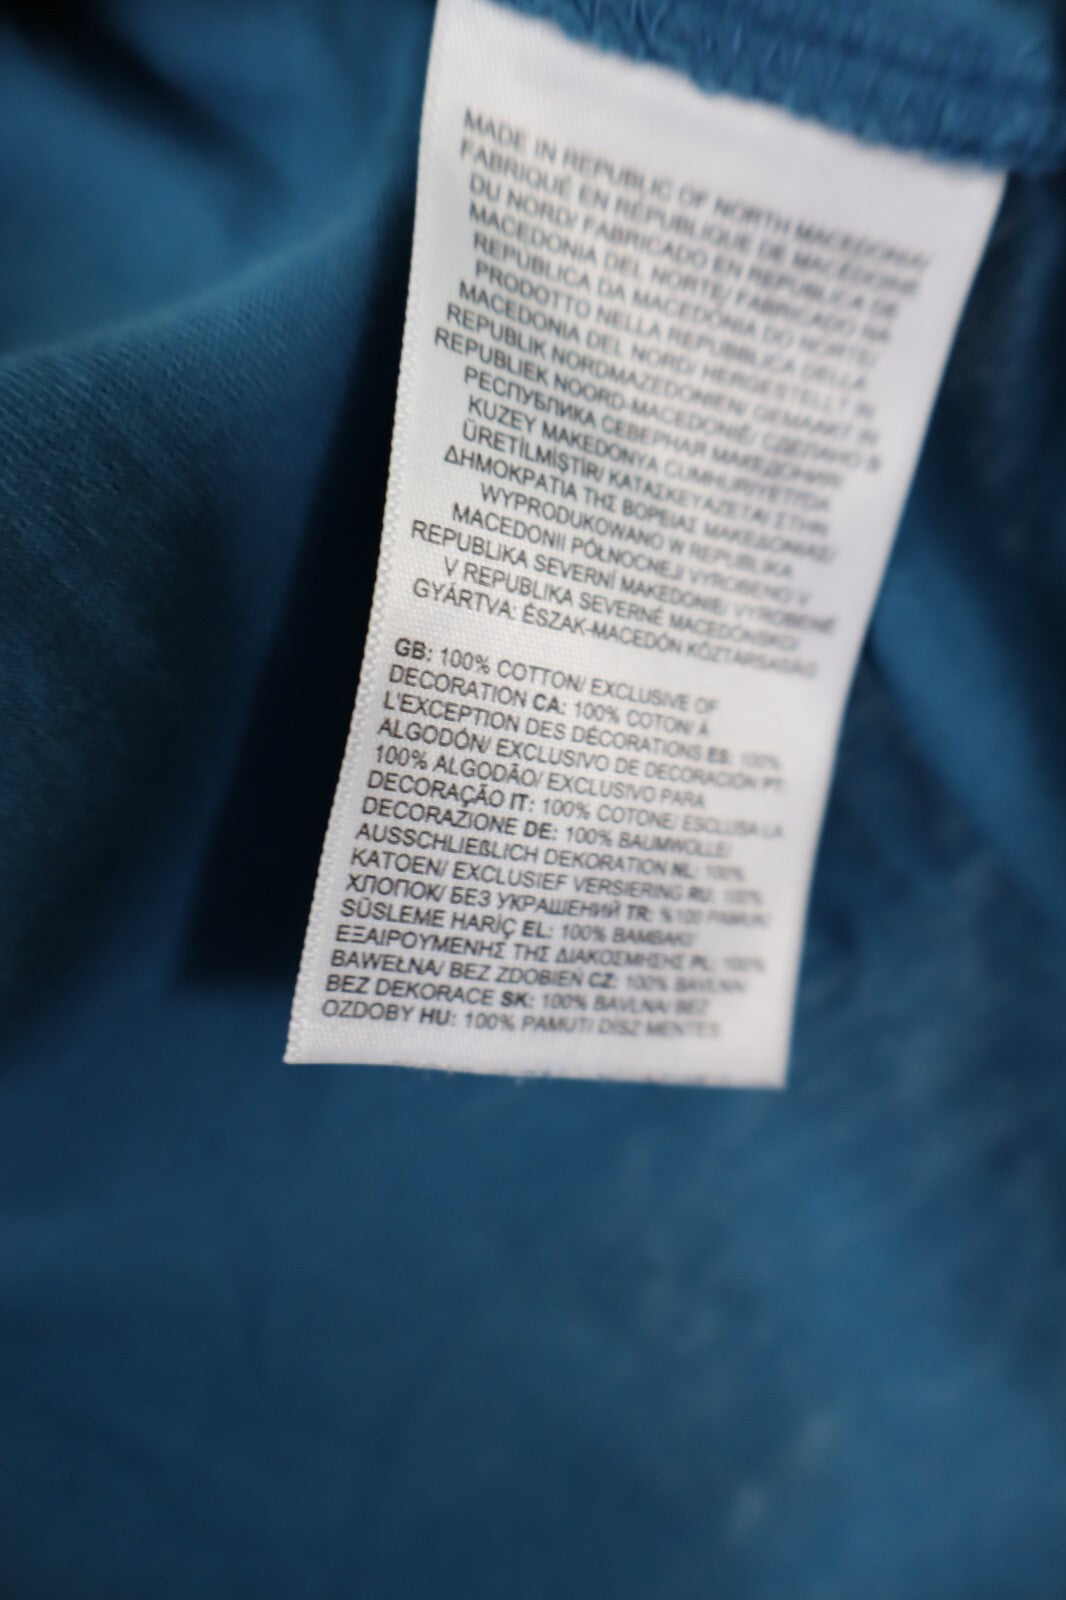 MADE IN REPUBLIC OF NORTH MACEDONIA/
FABRIQUÉ EN RÉPUBLIQUE DE MACÉDOINE
DU NORD/ FABRICADO EN REPÚBLICA DE
MACEDONIA DEL NORTE/ FABRICADO NA
REPÚBLICA DA MACEDÓNIA DO NORTE/
PRODOTTO NELLA REPUBBLICA DELLA
MACEDONIA DEL NORD/ HERGESTELLT IN
REPUBLIK NORDMAZEDONIEN/ GEMAAKT IN
REPUBLIEK NOORD-MACEDONIË/ СДЕЛАНО В
РЕСПУБЛИКА СЕВЕРНАЯ МАКЕДОНИЯ/
KUZEY MAKEDONYA CUMHURİYETİ'DA
ÜRETİLMİŞTİR/ ΚΑΤΑΣΚΕΥΑΖΕΤΑΙ ΣΤΗΝ
ΔΗΜΟΚΡΑΤΙΑ ΤΗΣ ΒΟΡΕΙΑΣ ΜΑΚΕΔΟΝΙΑΣ/
WYPRODUKOWANO W REPUBLIKA
MACEDONII PÓŁNOCNEJ/ VYROBENO V
REPUBLIKA SEVERNÍ MAKEDONIE/ VYROBENÉ
V REPUBLIKA SEVERNÉ MACEDÓNSKO/
GYÁRTVA: ÉSZAK-MACEDÓN KÖZTÁRSASÁG
GB: 100% COTTON/ EXCLUSIVE OF
DECORATION CA: 100% COTON/ À
L'EXCEPTION DES DÉCORATIONS ES: 100%
ALGODÓN/ EXCLUSIVO DE DECORACIÓN PT:
100% ALGODÃO/ EXCLUSIVO PARA
DECORAÇÃO IT: 100% COTONE/ ESCLUSA LA
DECORAZIONE DE: 100% BAUMWOLLE/
AUSSCHLIEßLICH DEKORATION NL: 100%
KATOEN/ EXCLUSIEF VERSIERING RU: 100%
ХЛОПОК/ БЕЗ УКРАШЕНИЙ TR: %100 PAMUK/
SÜSLEME HARİÇ EL: 100% ΒΑΜΒΑΚΙ/
ΕΞΑΙΡΟΥΜΕΝΗΣ ΤΗΣ ΔΙΑΚΟΣΜΗΣΗΣ PL: 100%
BAWEŁNA/ BEZ ZDOBIEŃ CZ: 100% BAVLNA/
BEZ DEKORACE SK: 100% BAVLNA/ BEZ
OZDOBY HU: 100% PAMUT/ DÍSZ MENTES